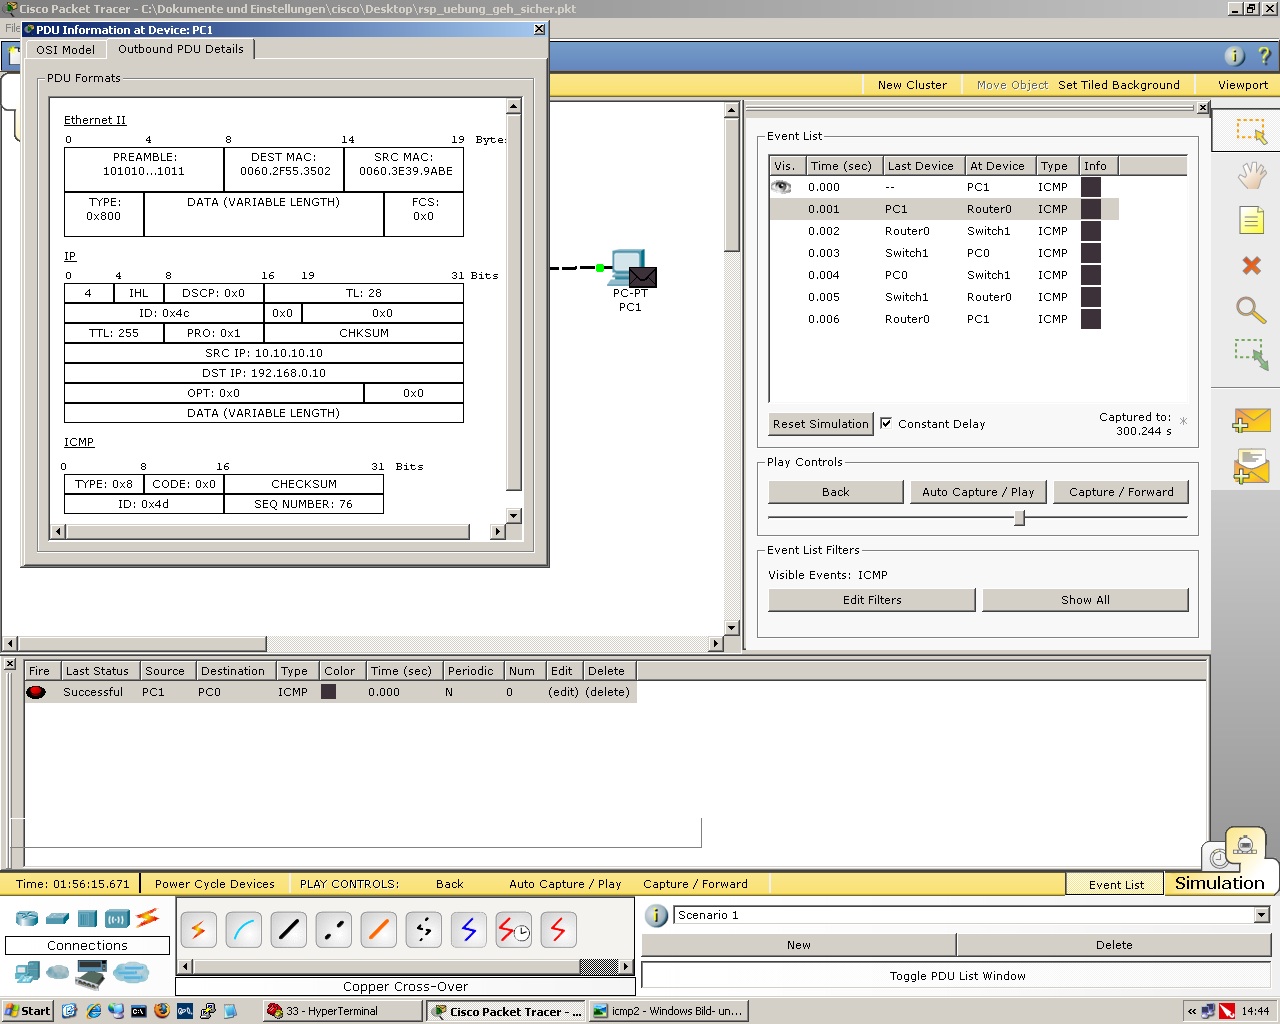 Cisco Packet Tracer - C:\Dokumente und Einstellungen\cisco\Desktop\rsp_uebung_geh_sicher.pkt
PDU Information at Device: PC1
OSI Model
Outbound PDU Details
PDU Formats
Ethernet II
0 4 8 14 19 Byte
PREAMBLE: 101010...1011
DEST MAC: 0060.2F55.3502
SRC MAC: 0060.3E39.9ABE
TYPE: 0x800
DATA (VARIABLE LENGTH)
FCS: 0x0
IP
0 4 8 16 19 31 Bits
4 IHL DSCP: 0x0 TL: 28
ID: 0x4c 0x0 0x0
TTL: 255 PRO: 0x1 CHKSUM
SRC IP: 10.10.10.10
DST IP: 192.168.0.10
OPT: 0x0 0x0
DATA (VARIABLE LENGTH)
ICMP
0 8 16 31 Bits
TYPE: 0x8 CODE: 0x0 CHECKSUM
ID: 0x4d SEQ NUMBER: 76
New Cluster
Move Object
Set Tiled Background
Viewport
PC-PT
PC1
Event List
Vis. Time (sec) Last Device At Device Type Info
0.000 -- PC1 ICMP
0.001 PC1 Router0 ICMP
0.002 Router0 Switch1 ICMP
0.003 Switch1 PC0 ICMP
0.004 PC0 Switch1 ICMP
0.005 Switch1 Router0 ICMP
0.006 Router0 PC1 ICMP
Reset Simulation
Constant Delay
Captured to:
300.244 s
*
Play Controls
Back
Auto Capture / Play
Capture / Forward
Event List Filters
Visible Events: ICMP
Edit Filters
Show All
Fire Last Status Source Destination Type Color Time (sec) Periodic Num Edit Delete
Successful PC1 PC0 ICMP 0.000 N 0 (edit) (delete)
Time: 01:56:15.671
Power Cycle Devices
PLAY CONTROLS:
Back
Auto Capture / Play
Capture / Forward
Event List
Simulation
Connections
Copper Cross-Over
Scenario 1
New
Delete
Toggle PDU List Window
Start
33 - HyperTerminal
Cisco Packet Tracer - ...
icmp2 - Windows Bild- un...
14:44